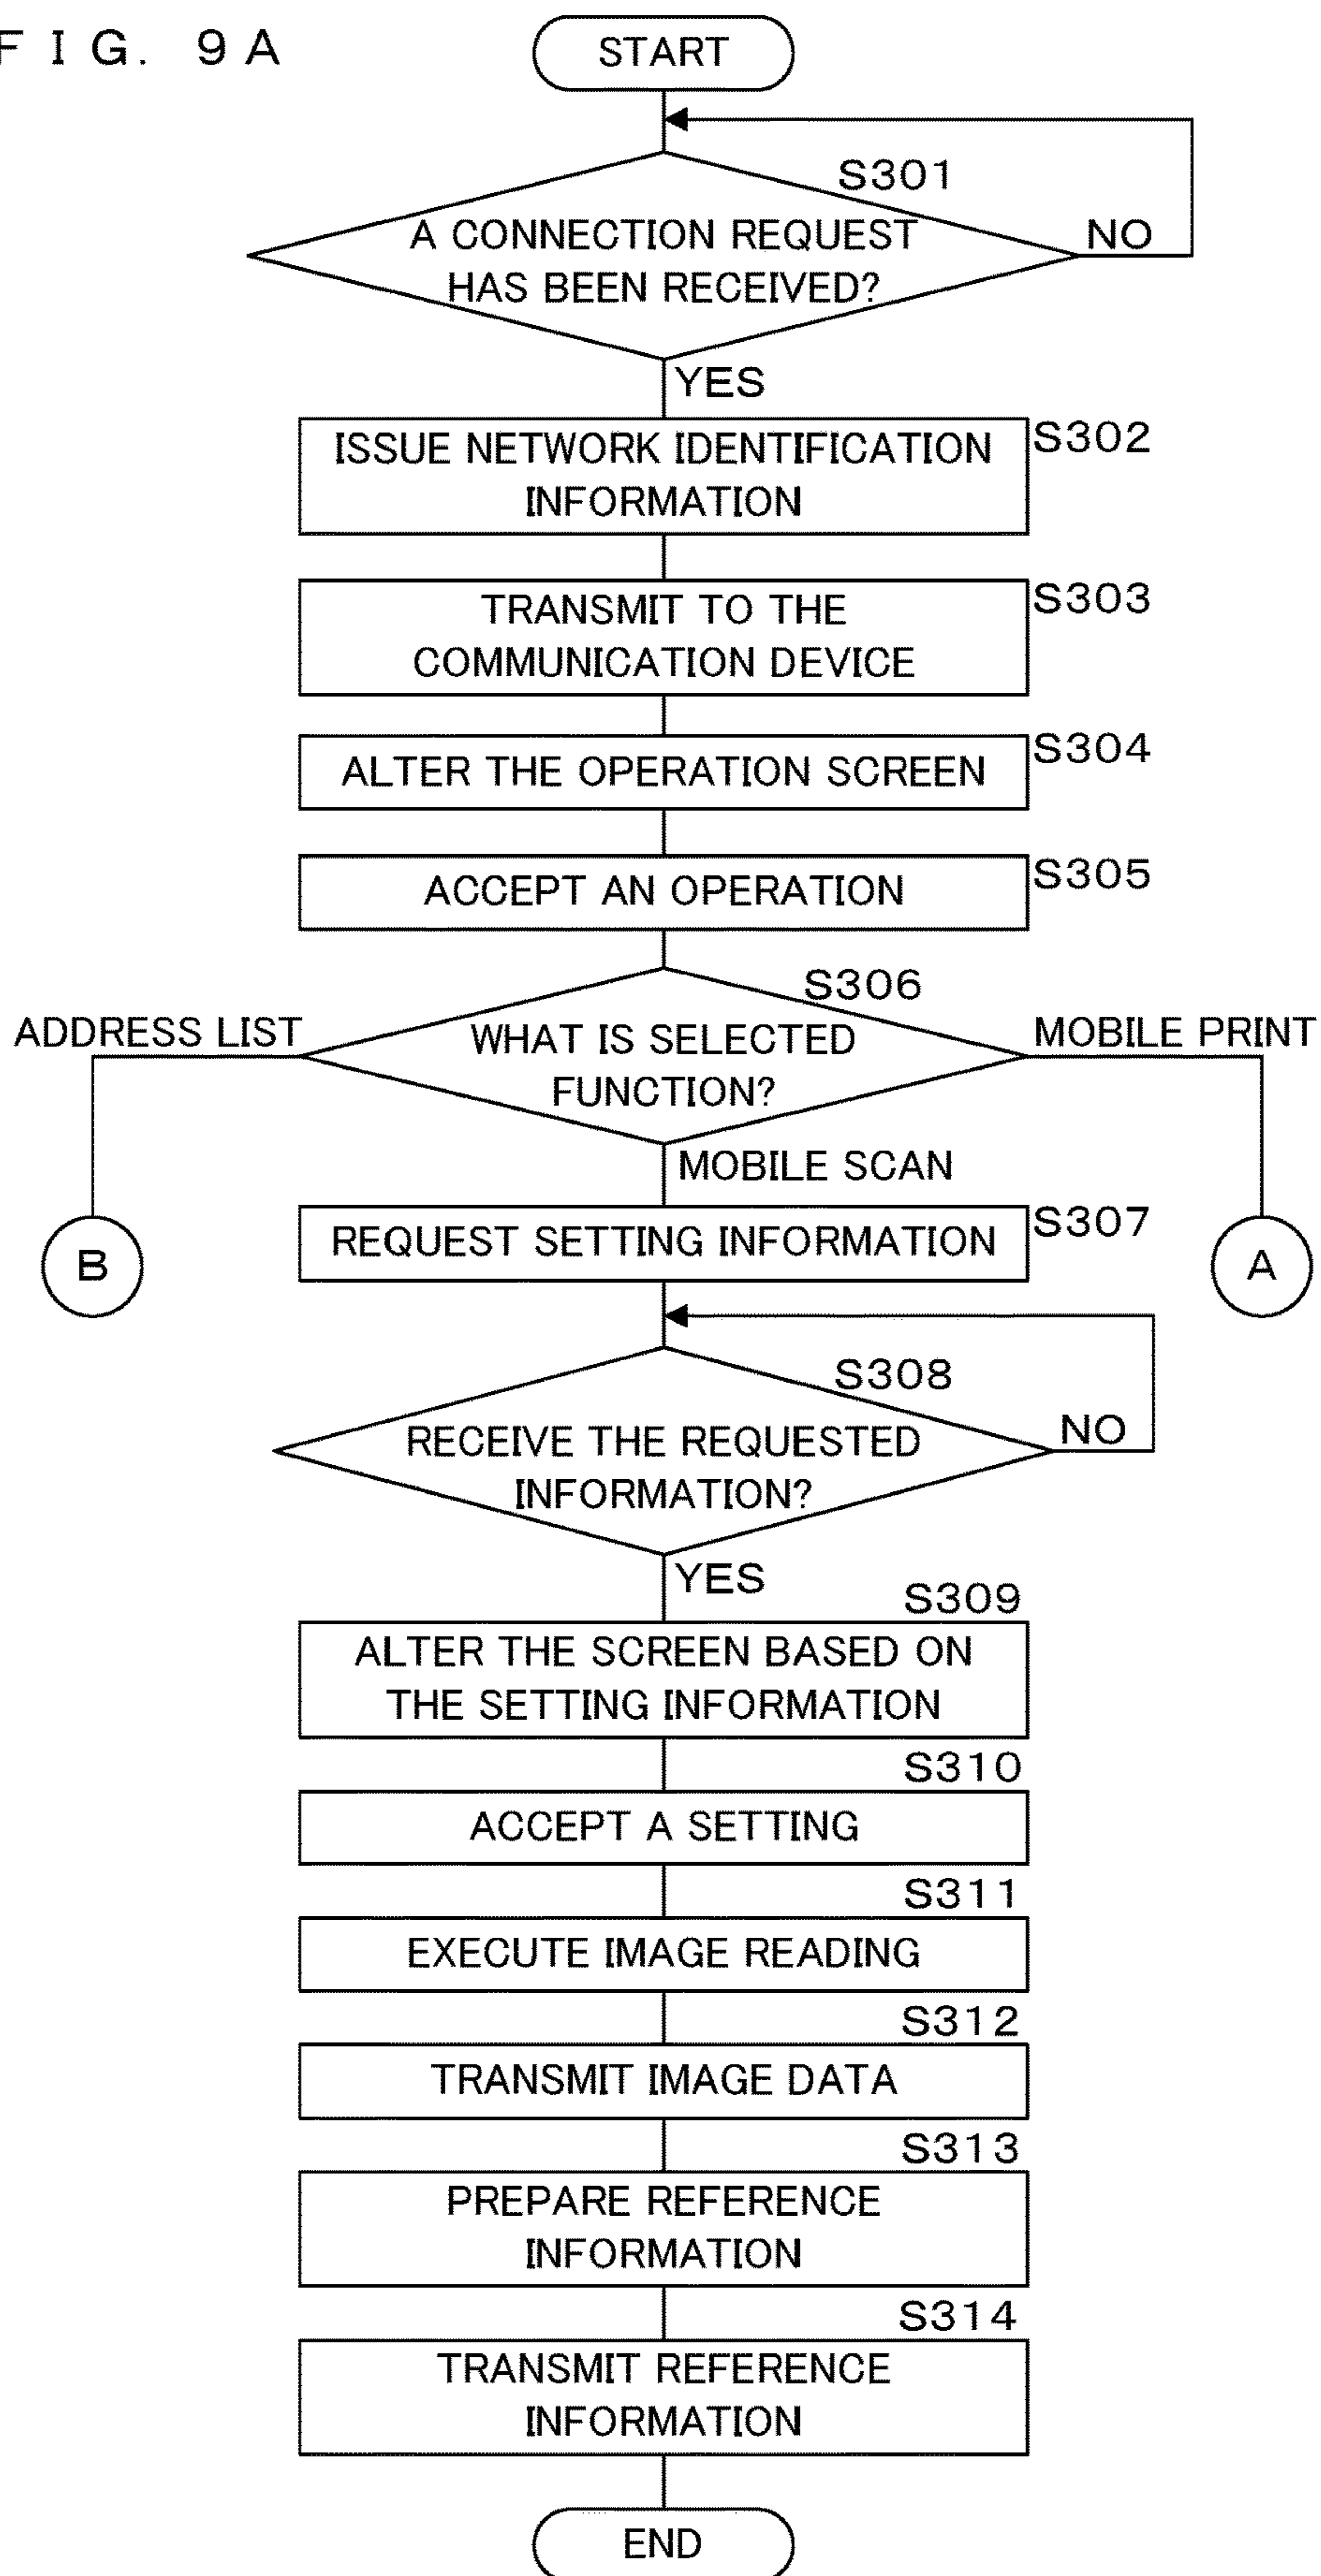 FIG. 9A
START
S301
A CONNECTION REQUEST
HAS BEEN RECEIVED?
NO
YES
ISSUE NETWORK IDENTIFICATION
INFORMATION
S302
TRANSMIT TO THE
COMMUNICATION DEVICE
S303
ALTER THE OPERATION SCREEN
S304
ACCEPT AN OPERATION
S305
S306
ADDRESS LIST
WHAT IS SELECTED
FUNCTION?
MOBILE PRINT
MOBILE SCAN
B
REQUEST SETTING INFORMATION
S307
A
S308
RECEIVE THE REQUESTED
INFORMATION?
NO
YES
S309
ALTER THE SCREEN BASED ON
THE SETTING INFORMATION
S310
ACCEPT A SETTING
S311
EXECUTE IMAGE READING
S312
TRANSMIT IMAGE DATA
S313
PREPARE REFERENCE
INFORMATION
S314
TRANSMIT REFERENCE
INFORMATION
END